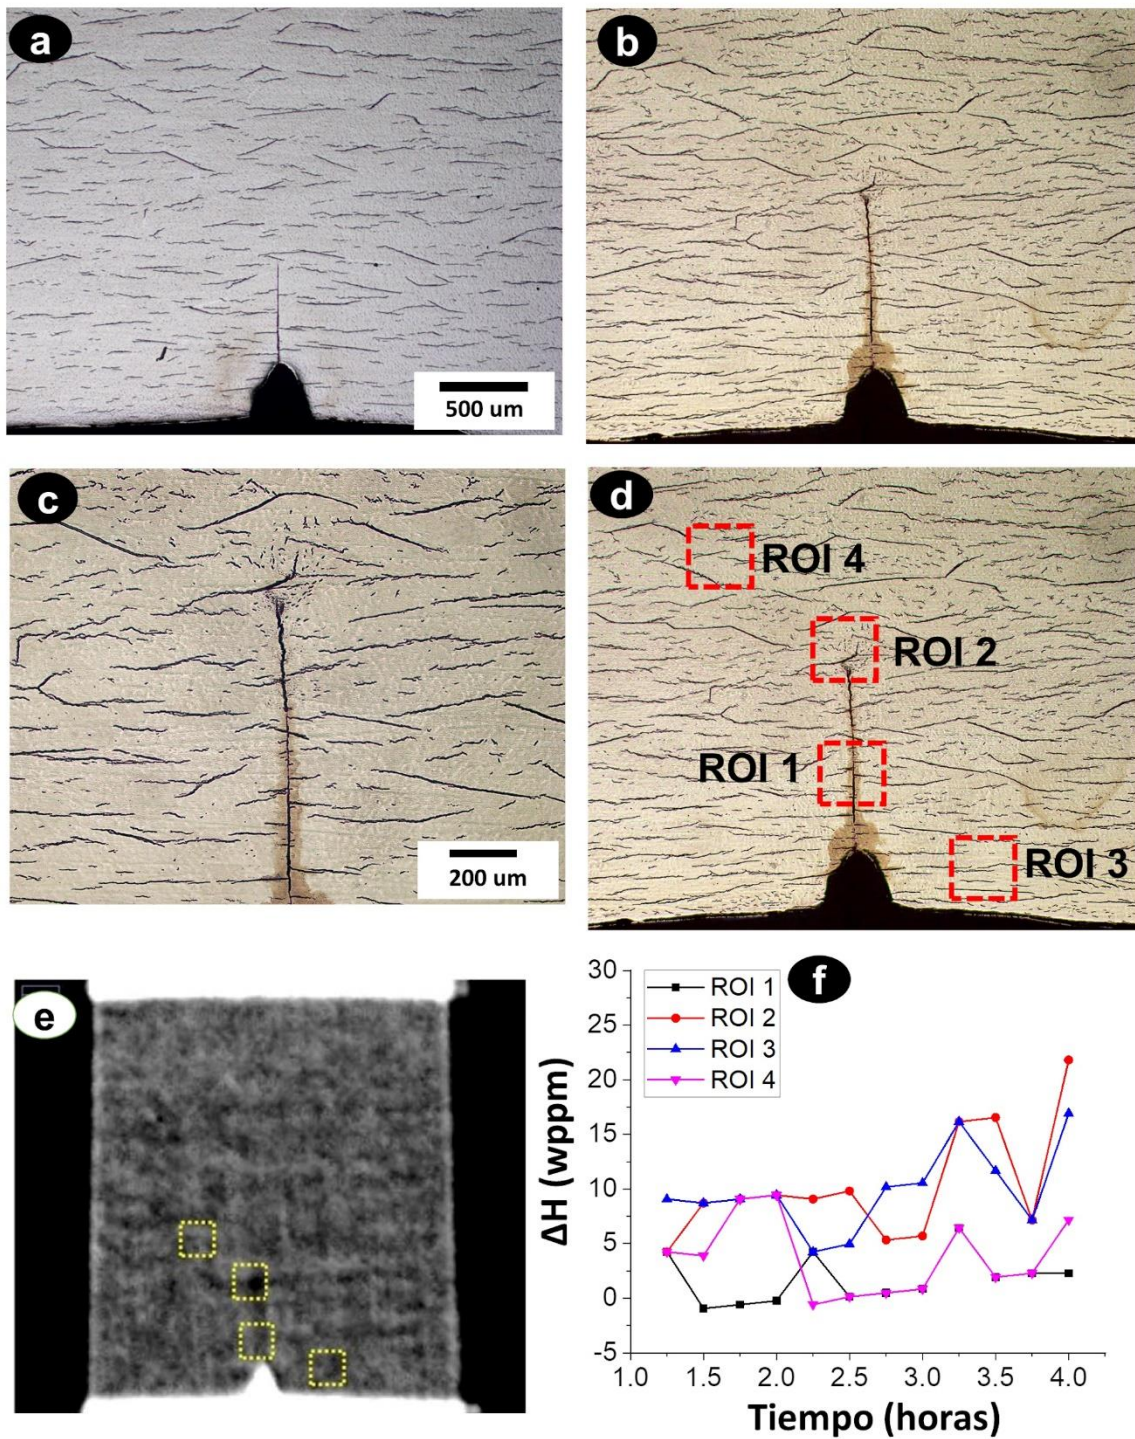 a
500 um
b
c
200 um
d
ROI 4
ROI 2
ROI 1
ROI 3
e
f
ROI 1
ROI 2
ROI 3
ROI 4
ΔH (wppm)
30
25
20
15
10
5
0
-5
1.0 1.5 2.0 2.5 3.0 3.5 4.0
Tiempo (horas)